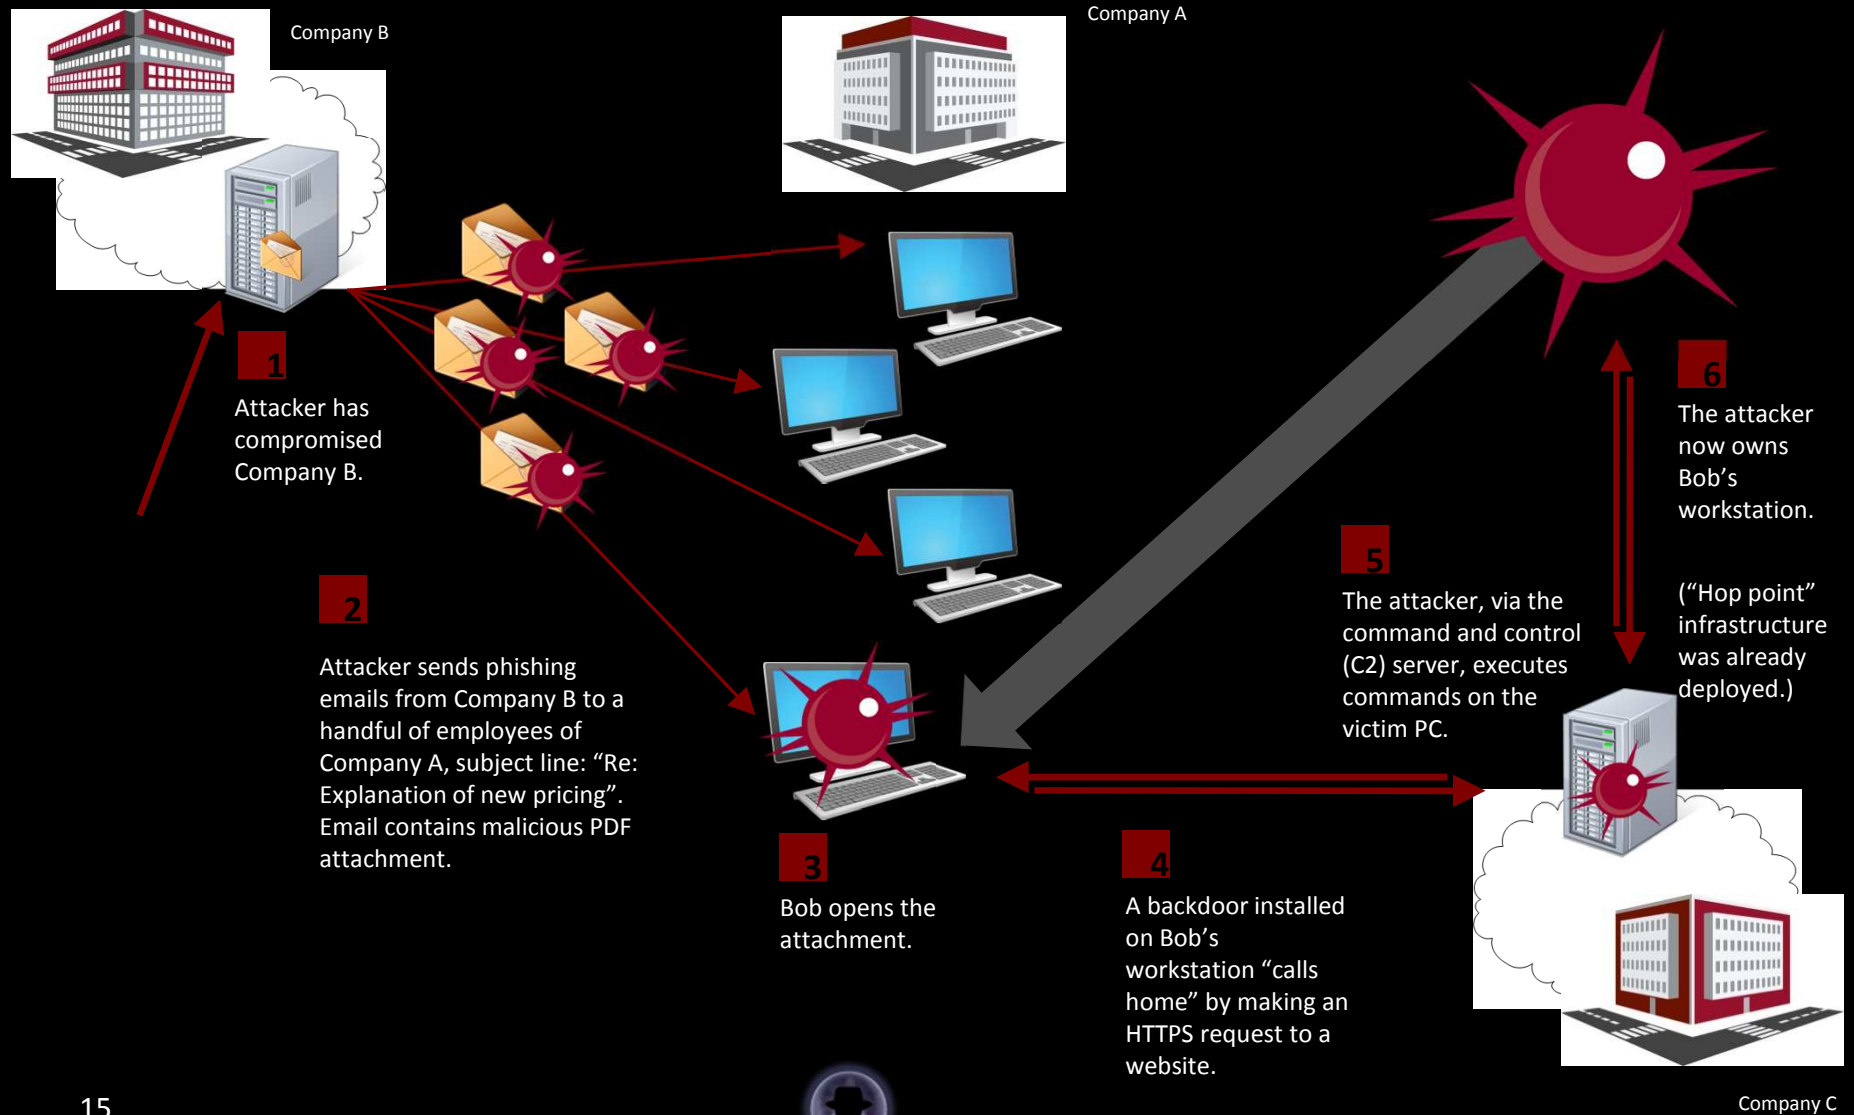 Company B
Company A
1
Attacker has
compromised
Company B.
2
Attacker sends phishing
emails from Company B to a
handful of employees of
Company A, subject line: “Re:
Explanation of new pricing”.
Email contains malicious PDF
attachment.
3
Bob opens the
attachment.
4
A backdoor installed
on Bob’s
workstation “calls
home” by making an
HTTPS request to a
website.
5
The attacker, via the
command and control
(C2) server, executes
commands on the
victim PC.
6
The attacker
now owns
Bob’s
workstation.
(“Hop point”
infrastructure
was already
deployed.)
15
Company C